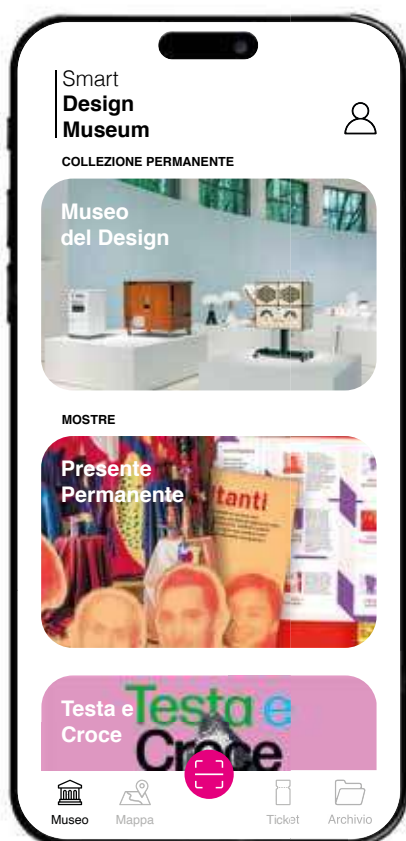 Smart
Design
Museum
COLLEZIONE PERMANENTE
Museo
del Design
MOSTRE
Presente
Permanente
ttanti
Testa e
Croce
Testa e
Croce
Museo
Mappa
Ticket
Archivio